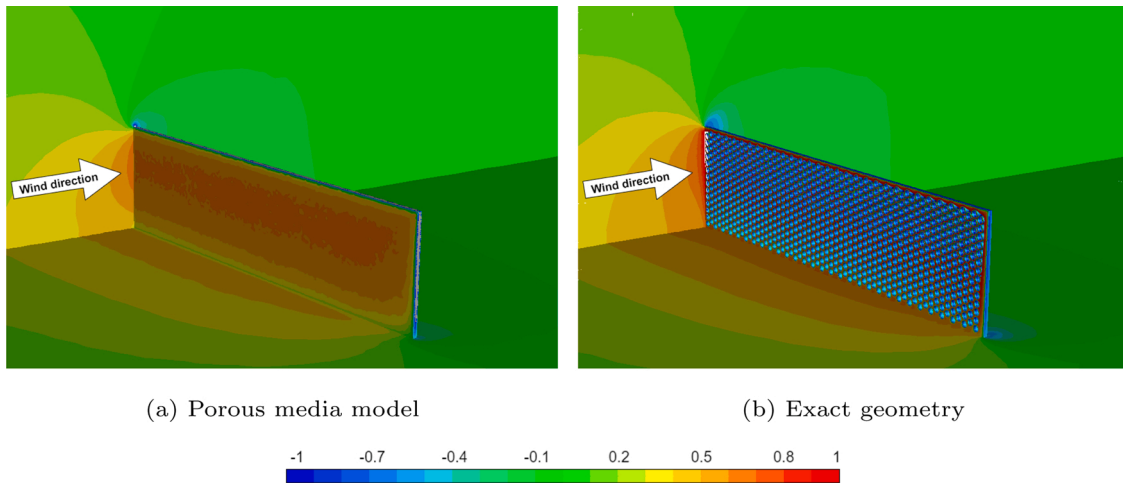 Wind direction
Wind direction
(a) Porous media model
(b) Exact geometry
-1 -0.7 -0.4 -0.1 0.2 0.5 0.8 1